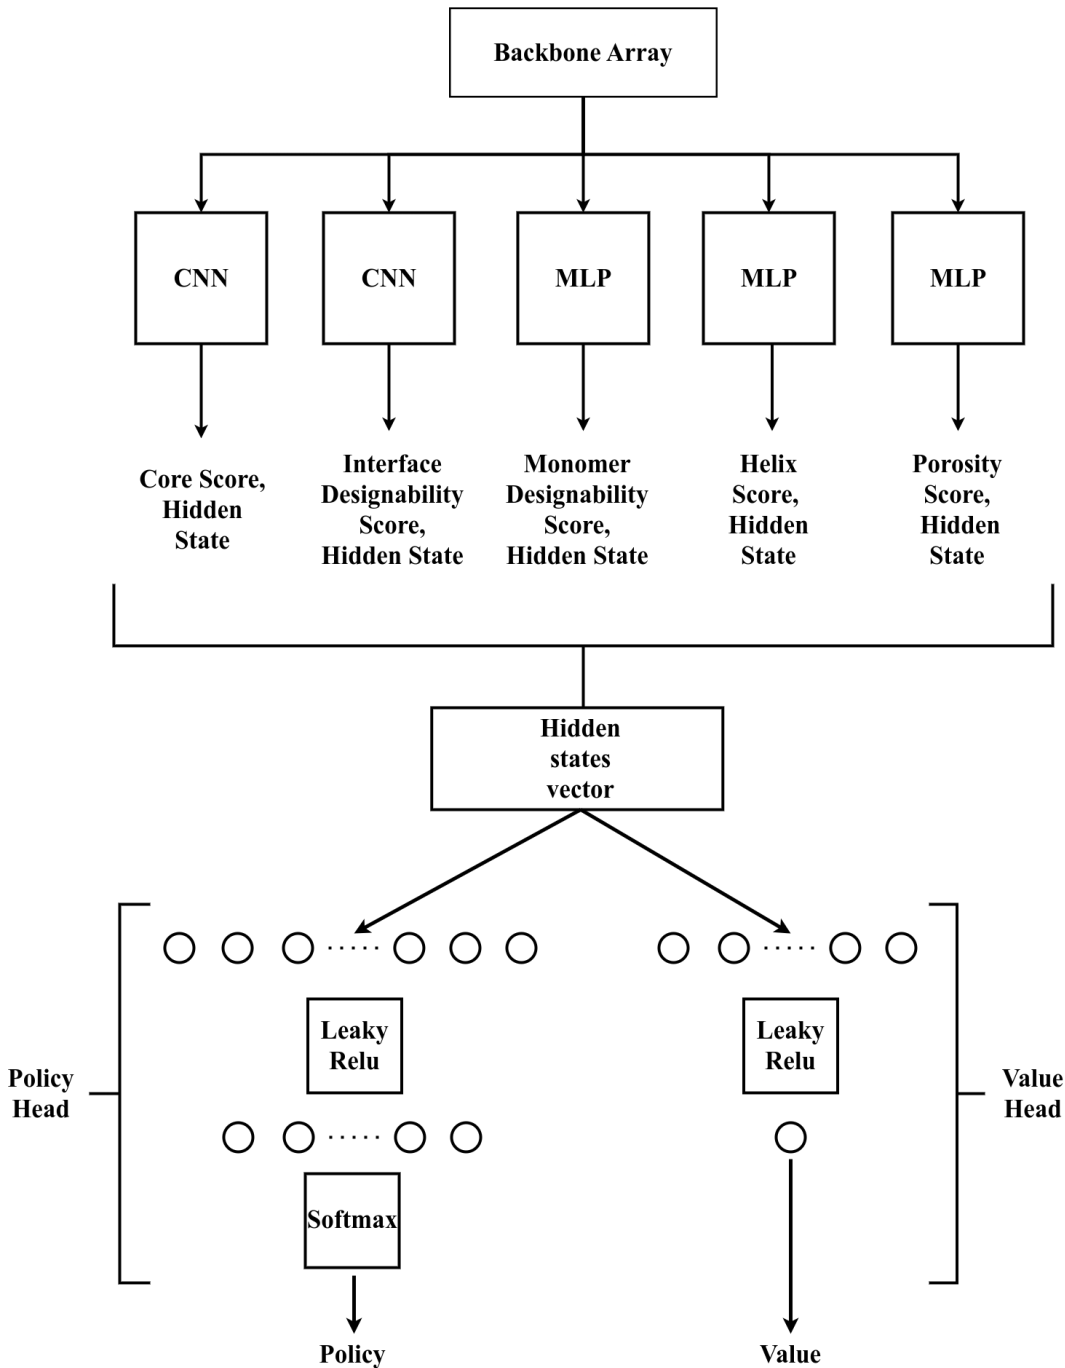 Backbone Array
CNN
CNN
MLP
MLP
MLP
Core Score,
Hidden
State
Interface
Designability
Score,
Hidden State
Monomer
Designability
Score,
Hidden State
Helix
Score,
Hidden
State
Porosity
Score,
Hidden
State
Hidden
states
vector
Policy
Head
Leaky
Relu
Softmax
Policy
Leaky
Relu
Value
Value
Head